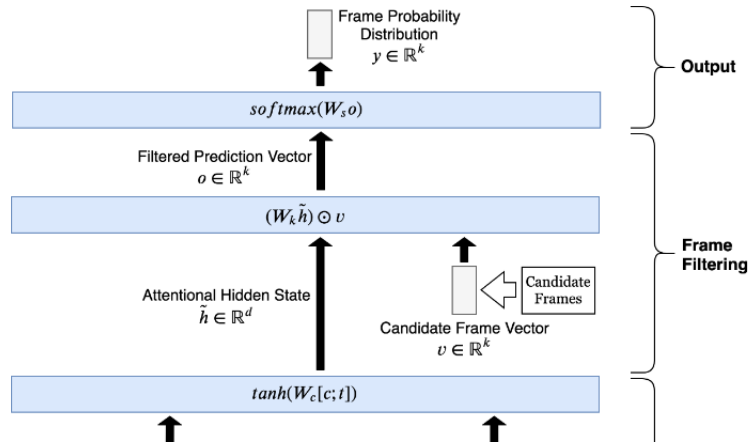 Frame Probability
Distribution
y ∈ ℝ^k
Output
softmax(W_s o)
Filtered Prediction Vector
o ∈ ℝ^k
(W_k h̃) ⊙ v
Frame
Filtering
Attentional Hidden State
h̃ ∈ ℝ^d
Candidate
Frames
Candidate Frame Vector
v ∈ ℝ^k
tanh(W_c[c; t])